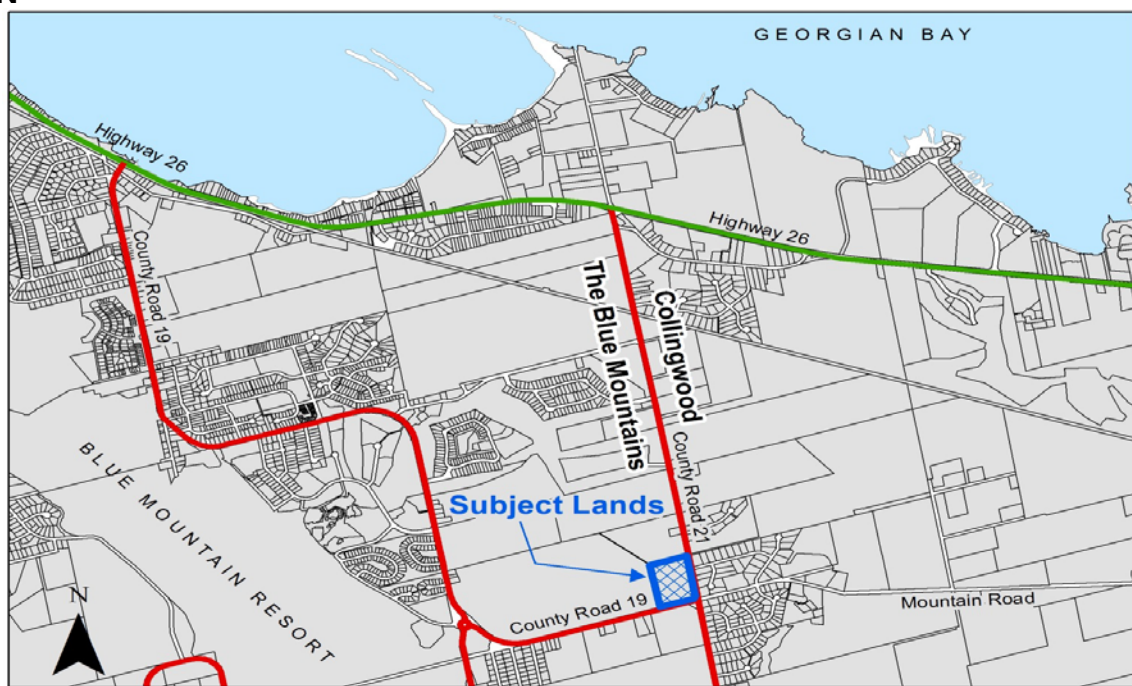 GEORGIAN BAY
Highway 26
Highway 26
County Road 19
The Blue Mountains
Collingwood
County Road 21
BLUE MOUNTAIN RESORT
Subject Lands
County Road 19
Mountain Road
N